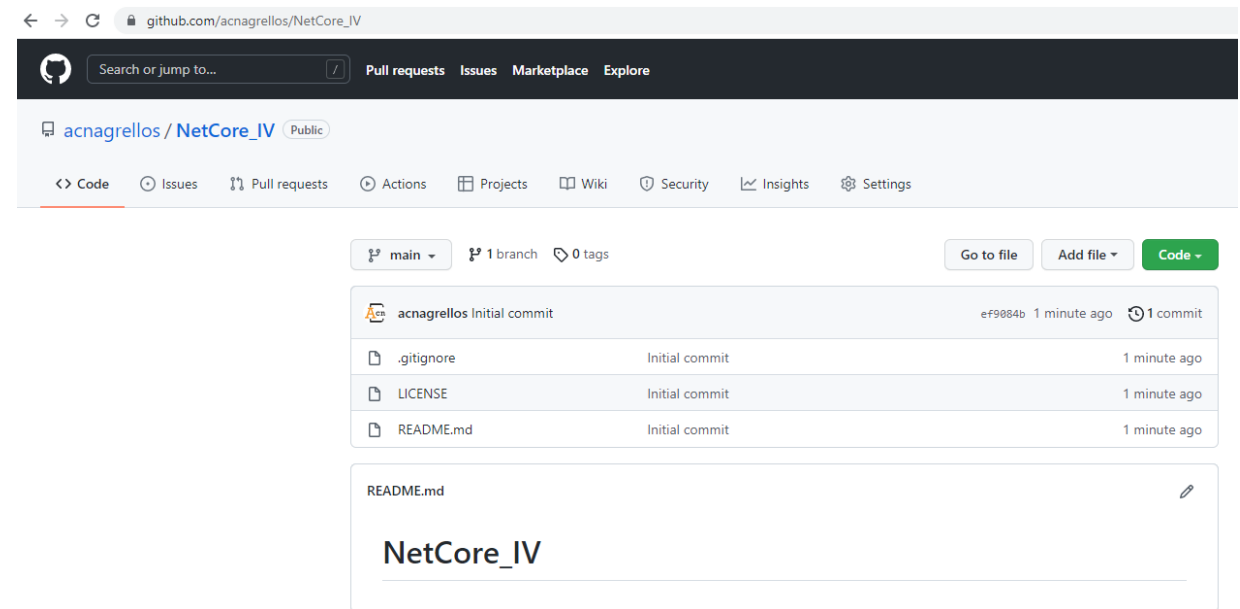 github.com/acnagrellos/NetCore_IV
Search or jump to... / Pull requests Issues Marketplace Explore
acnagrellos / NetCore_IV Public
<> Code Issues Pull requests Actions Projects Wiki Security Insights Settings
main 1 branch 0 tags Go to file Add file Code
Acn acnagrellos Initial commit ef9084b 1 minute ago 1 commit
.gitignore Initial commit 1 minute ago
LICENSE Initial commit 1 minute ago
README.md Initial commit 1 minute ago
README.md
NetCore_IV